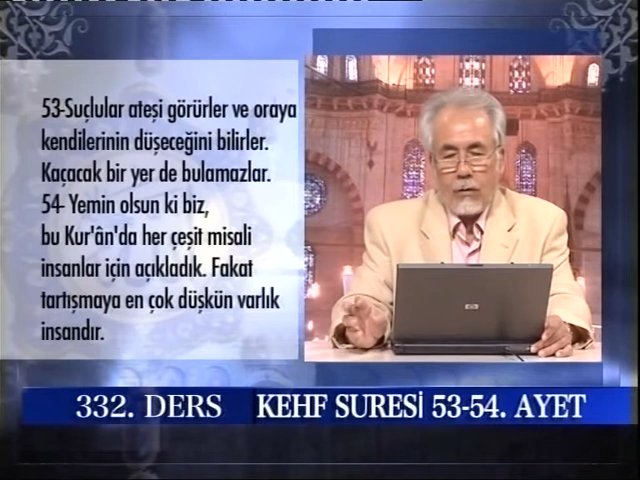 53-Suçlular ateşi görürler ve oraya
kendilerinin düşeceğini bilirler.
Kaçacak bir yer de bulamazlar.
54- Yemin olsun ki biz,
bu Kur'ân'da her çeşit misali
insanlar için açıkladık. Fakat
tartışmaya en çok düşkün varlık
insandır.
hp
332. DERS KEHF SURESİ 53-54. AYET